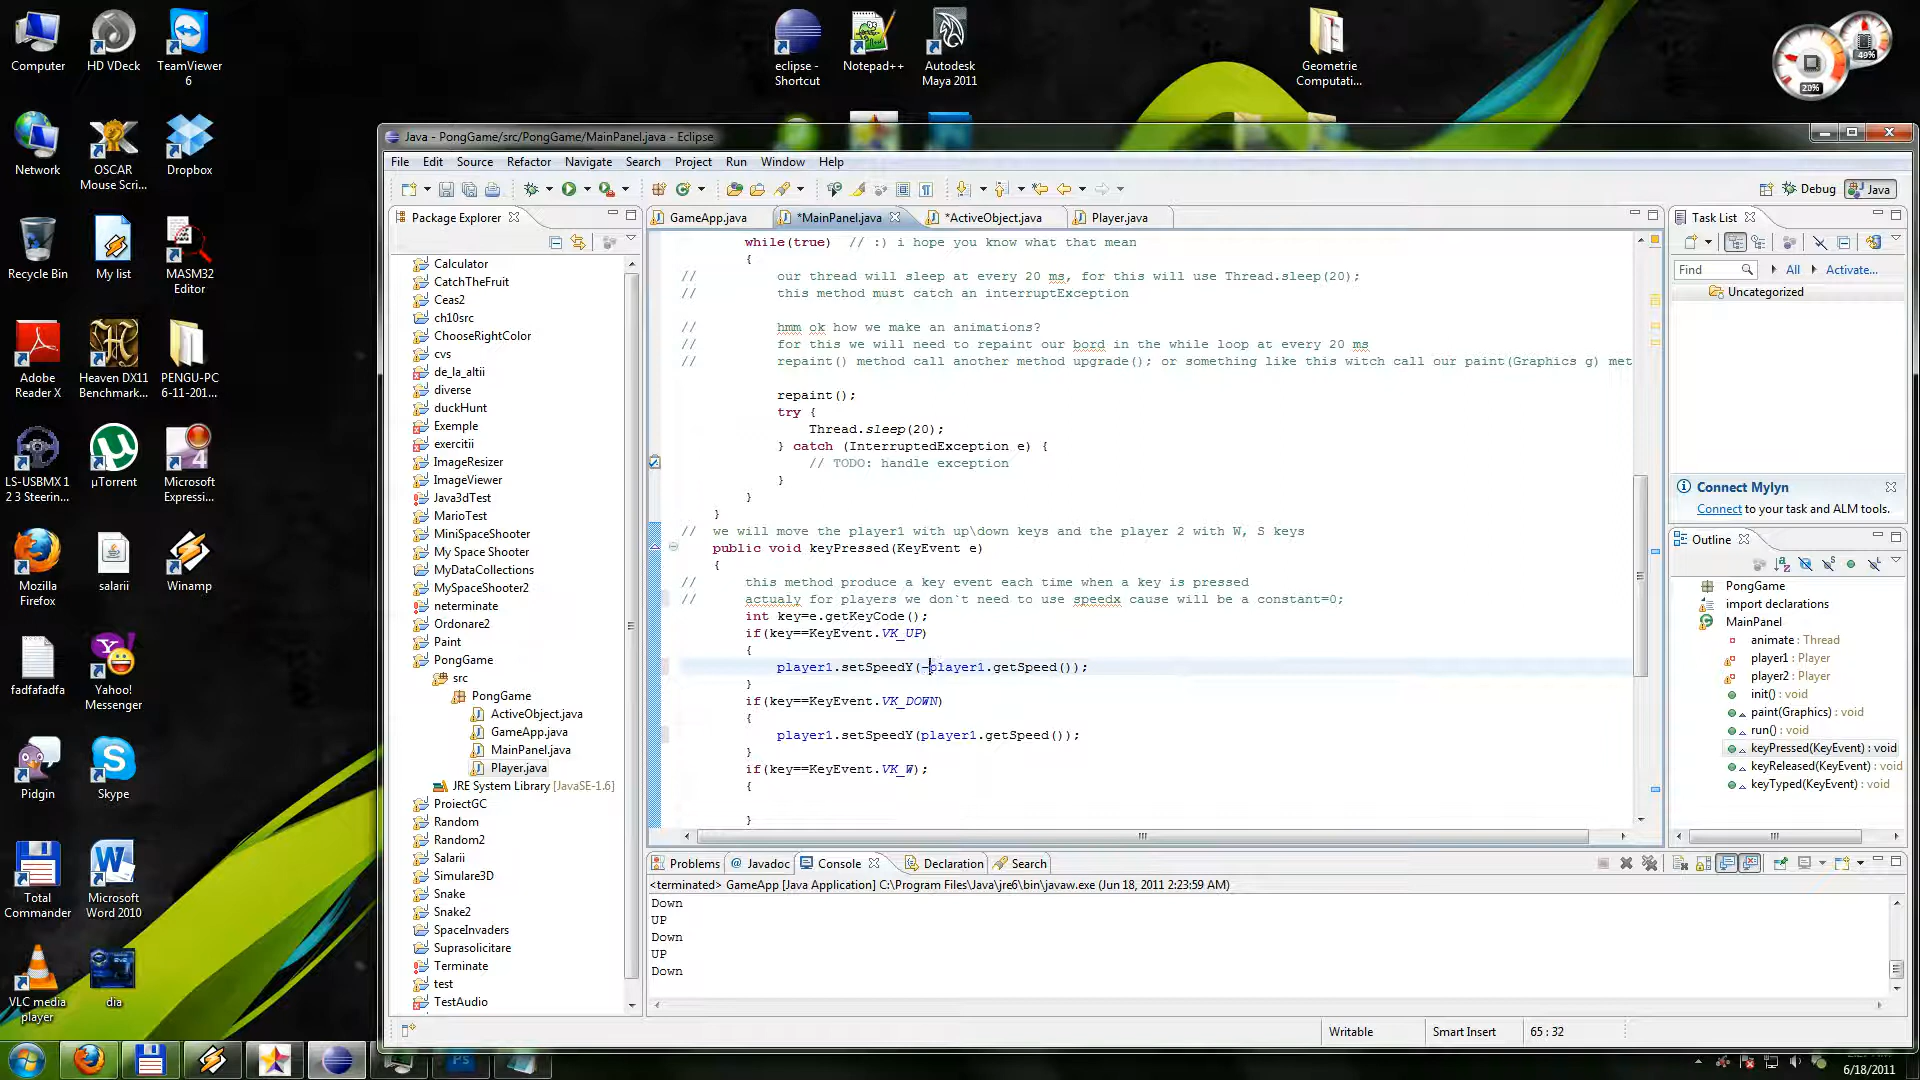 Computer
HD VDeck
TeamViewer
6
eclipse -
Shortcut
Notepad++
Autodesk
Maya 2011
Geometrie
Computati...
20%
49%
Network
OSCAR
Mouse Scri...
Dropbox
Recycle Bin
My list
MASM32
Editor
Adobe
Reader X
Heaven DX11
Benchmark...
PENGU-PC
6-11-201...
LS-USBMX 1
2 3 Steerin...
µTorrent
Microsoft
Expressi...
Mozilla
Firefox
salarii
Winamp
fadfafadfa
Yahoo!
Messenger
Pidgin
Skype
Total
Commander
Microsoft
Word 2010
VLC media
player
dia
Java - PongGame/src/PongGame/MainPanel.java - Eclipse
File Edit Source Refactor Navigate Search Project Run Window Help
Debug Java
Package Explorer
Calculator
CatchTheFruit
Ceas2
ch10src
ChooseRightColor
cvs
de_la_altii
diverse
duckHunt
Exemple
exercitii
ImageResizer
ImageViewer
Java3dTest
MarioTest
MiniSpaceShooter
My Space Shooter
MyDataCollections
MySpaceShooter2
neterminate
Ordonare2
Paint
PongGame
src
PongGame
ActiveObject.java
GameApp.java
MainPanel.java
Player.java
JRE System Library [JavaSE-1.6]
ProiectGC
Random
Random2
Salarii
Simulare3D
Snake
Snake2
SpaceInvaders
Suprasolicitare
Terminate
test
TestAudio
GameApp.java *MainPanel.java *ActiveObject.java Player.java
while(true) // :) i hope you know what that mean
{
// our thread will sleep at every 20 ms, for this will use Thread.sleep(20);
// this method must catch an interruptException
// hmm ok how we make an animations?
// for this we will need to repaint our bord in the while loop at every 20 ms
// repaint() method call another method upgrade(); or something like this witch call our paint(Graphics g) met
repaint();
try {
Thread.sleep(20);
} catch (InterruptedException e) {
// TODO: handle exception
}
}
}
// we will move the player1 with up\down keys and the player 2 with W, S keys
public void keyPressed(KeyEvent e)
{
// this method produce a key event each time when a key is pressed
// actualy for players we don`t need to use speedx cause will be a constant=0;
int key=e.getKeyCode();
if(key==KeyEvent.VK_UP)
{
player1.setSpeedY(-player1.getSpeed());
}
if(key==KeyEvent.VK_DOWN)
{
player1.setSpeedY(player1.getSpeed());
}
if(key==KeyEvent.VK_W);
{
}
Problems Javadoc Console Declaration Search
<terminated> GameApp [Java Application] C:\Program Files\Java\jre6\bin\javaw.exe (Jun 18, 2011 2:23:59 AM)
Down
UP
Down
UP
Down
Writable Smart Insert 65 : 32
Task List
Find All Activate...
Uncategorized
Connect Mylyn
Connect to your task and ALM tools.
Outline
PongGame
import declarations
MainPanel
animate : Thread
player1 : Player
player2 : Player
init() : void
paint(Graphics) : void
run() : void
keyPressed(KeyEvent) : void
keyReleased(KeyEvent) : void
keyTyped(KeyEvent) : void
6/18/2011